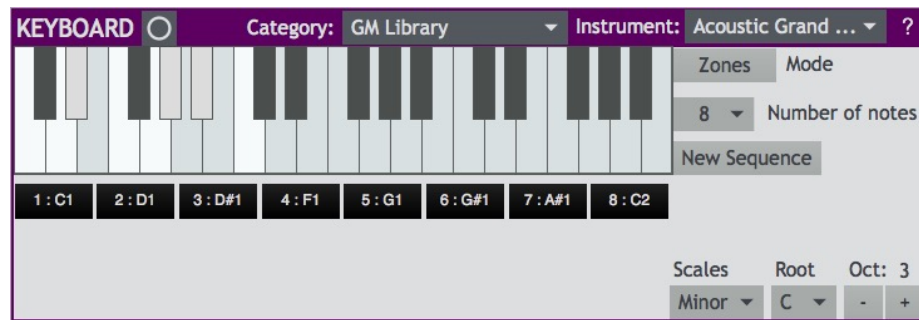 KEYBOARD Category: GM Library Instrument: Acoustic Grand ... ?
Zones Mode
8 Number of notes
New Sequence
1 : C1 2 : D1 3 : D#1 4 : F1 5 : G1 6 : G#1 7 : A#1 8 : C2
Scales Root Oct: 3
Minor C - +